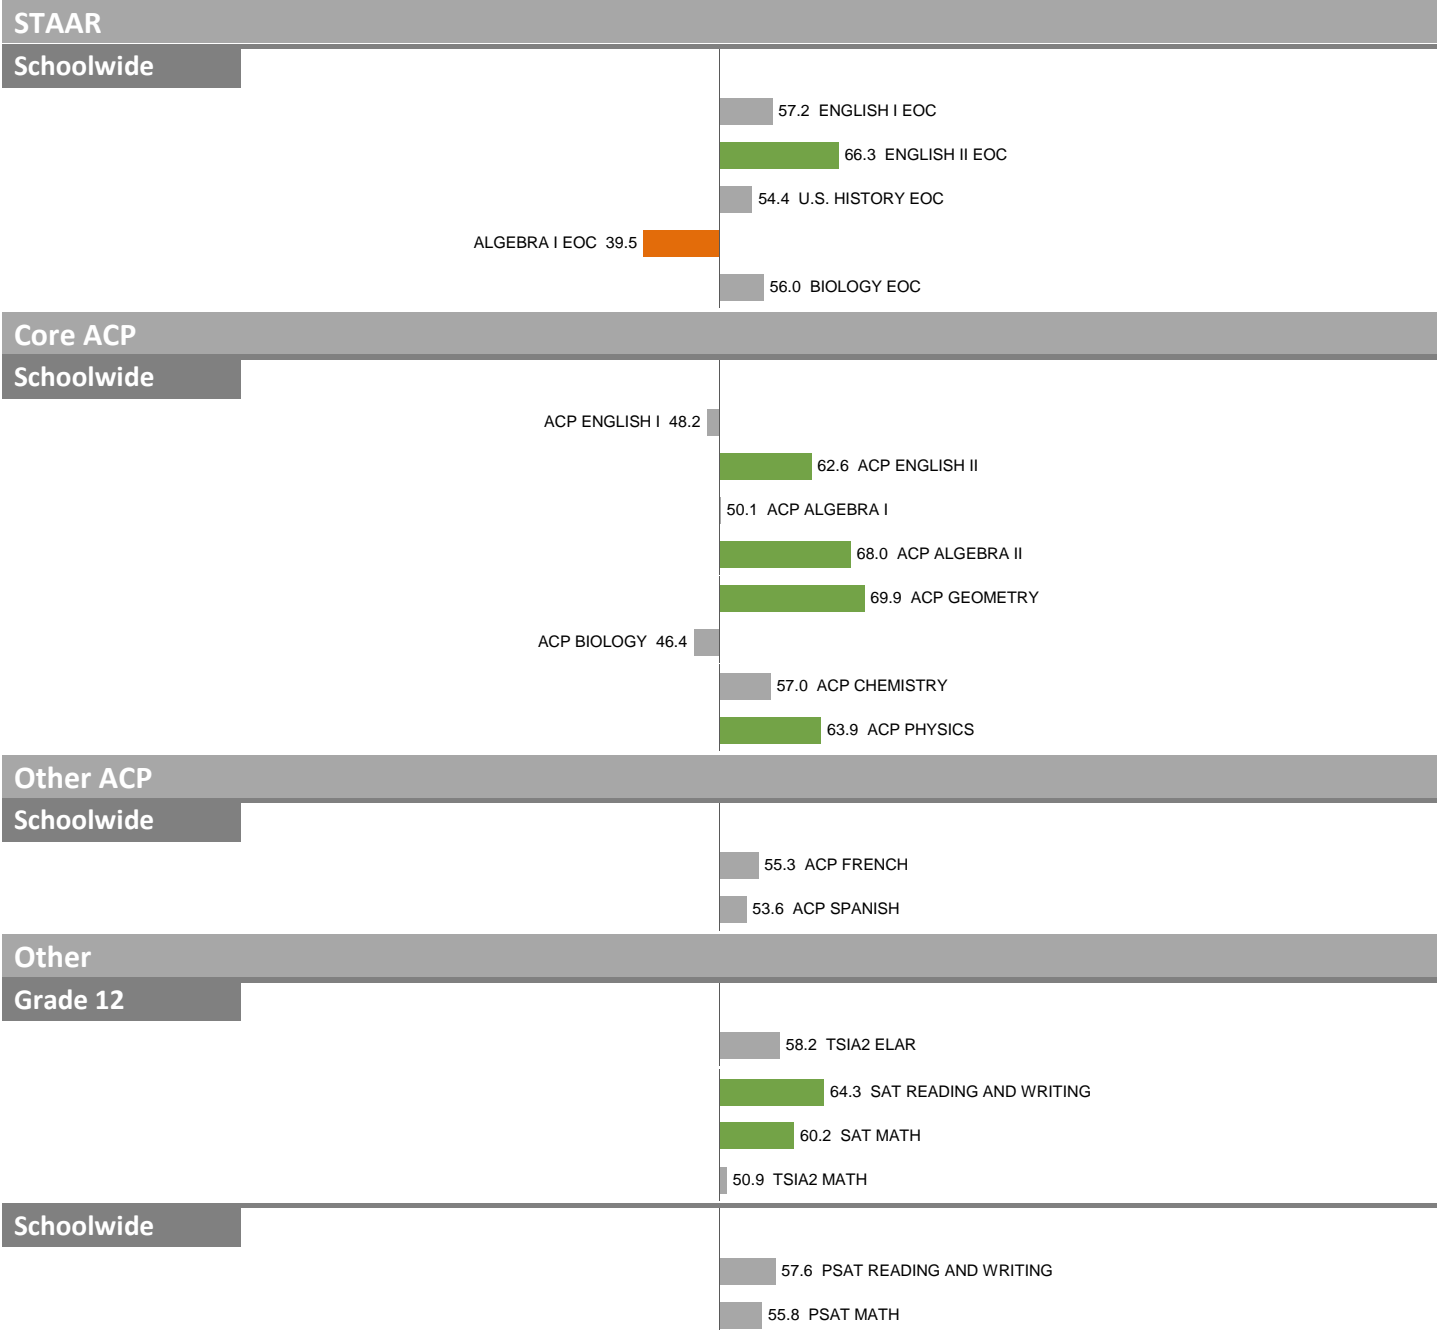 STAAR
Schoolwide
57.2 ENGLISH I EOC
66.3 ENGLISH II EOC
54.4 U.S. HISTORY EOC
ALGEBRA I EOC 39.5
56.0 BIOLOGY EOC
Core ACP
Schoolwide
ACP ENGLISH I 48.2
62.6 ACP ENGLISH II
50.1 ACP ALGEBRA I
68.0 ACP ALGEBRA II
69.9 ACP GEOMETRY
ACP BIOLOGY 46.4
57.0 ACP CHEMISTRY
63.9 ACP PHYSICS
Other ACP
Schoolwide
55.3 ACP FRENCH
53.6 ACP SPANISH
Other
Grade 12
58.2 TSIA2 ELAR
64.3 SAT READING AND WRITING
60.2 SAT MATH
50.9 TSIA2 MATH
Schoolwide
57.6 PSAT READING AND WRITING
55.8 PSAT MATH